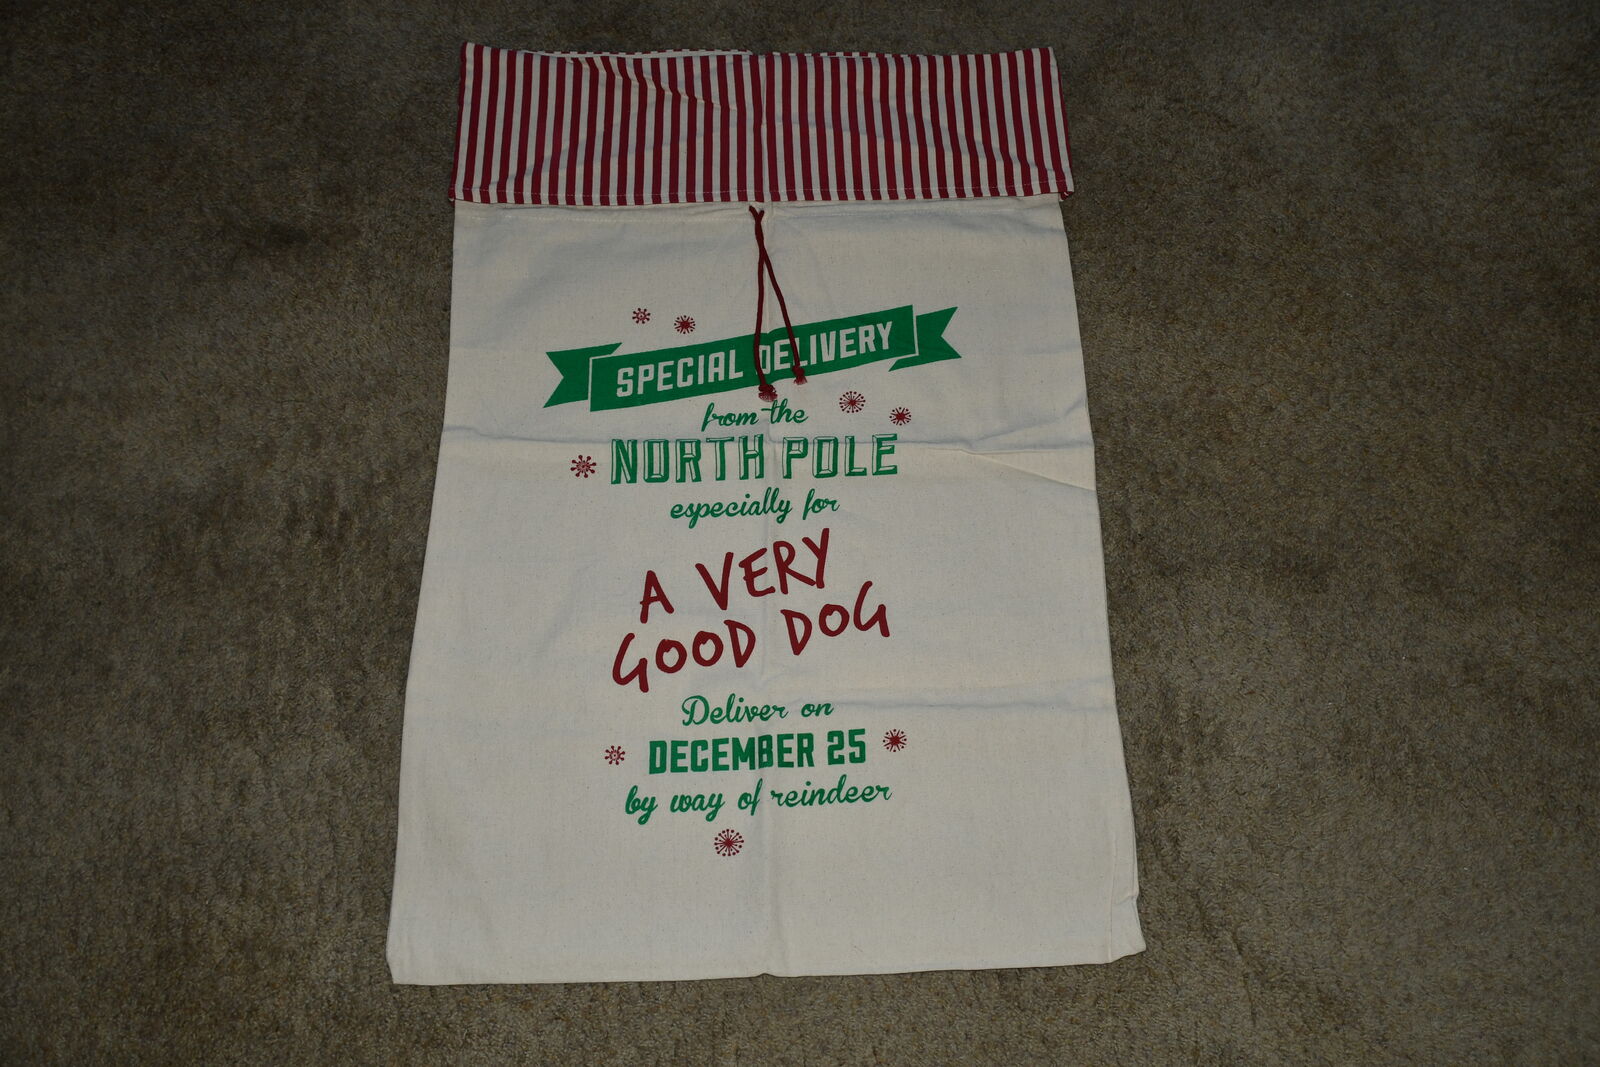 SPECIAL DELIVERY
from the
NORTH POLE
especially for
A VERY
GOOD DOG
Deliver on
DECEMBER 25
by way of reindeer